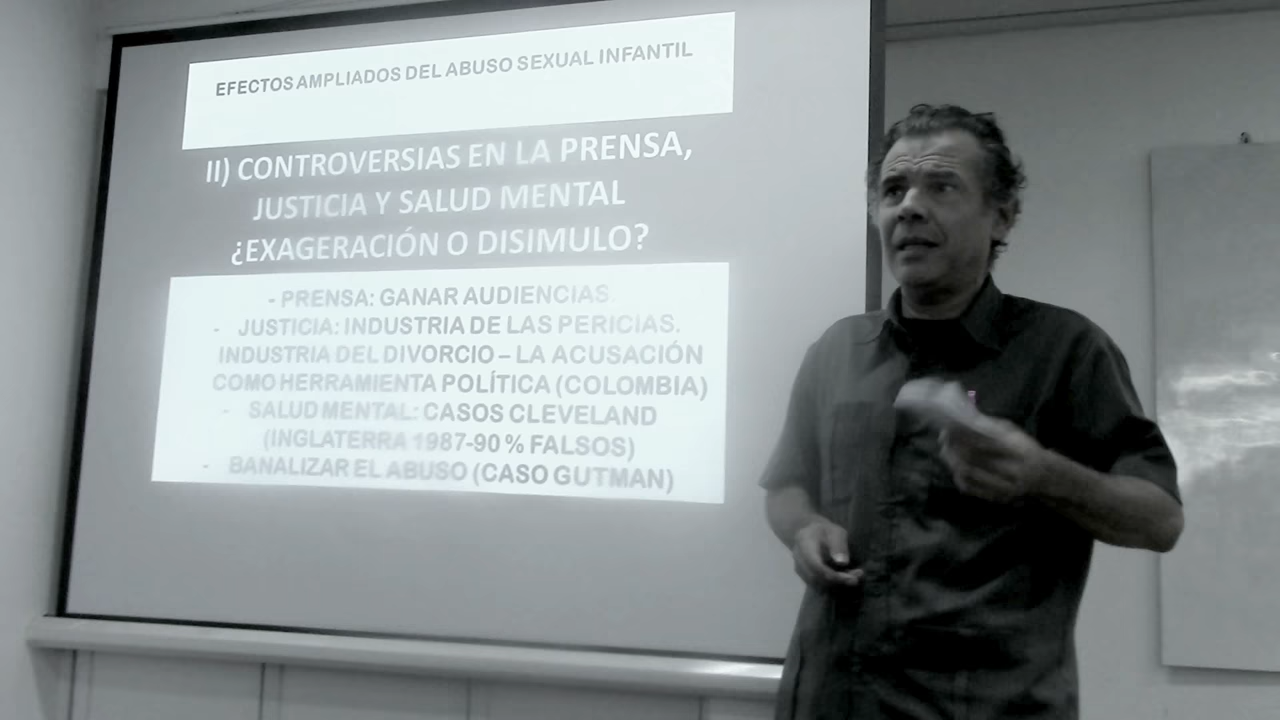 EFECTOS AMPLIADOS DEL ABUSO SEXUAL INFANTIL
II) CONTROVERSIAS EN LA PRENSA,
JUSTICIA Y SALUD MENTAL
¿EXAGERACIÓN O DISIMULO?
- PRENSA: GANAR AUDIENCIAS.
- JUSTICIA: INDUSTRIA DE LAS PERICIAS.
INDUSTRIA DEL DIVORCIO – LA ACUSACIÓN
COMO HERRAMIENTA POLÍTICA (COLOMBIA)
- SALUD MENTAL: CASOS CLEVELAND
(INGLATERRA 1987-90 % FALSOS)
- BANALIZAR EL ABUSO (CASO GUTMAN)